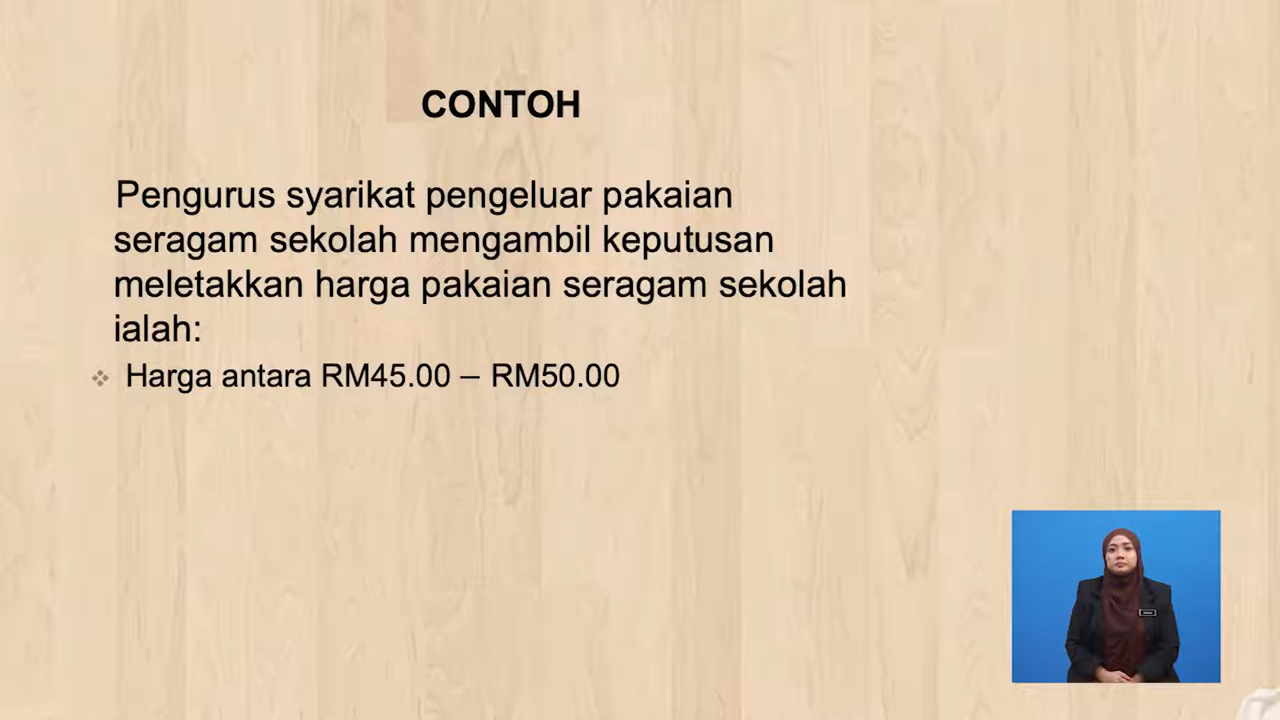 CONTOH
Pengurus syarikat pengeluar pakaian
seragam sekolah mengambil keputusan
meletakkan harga pakaian seragam sekolah
ialah:
❖ Harga antara RM45.00 – RM50.00